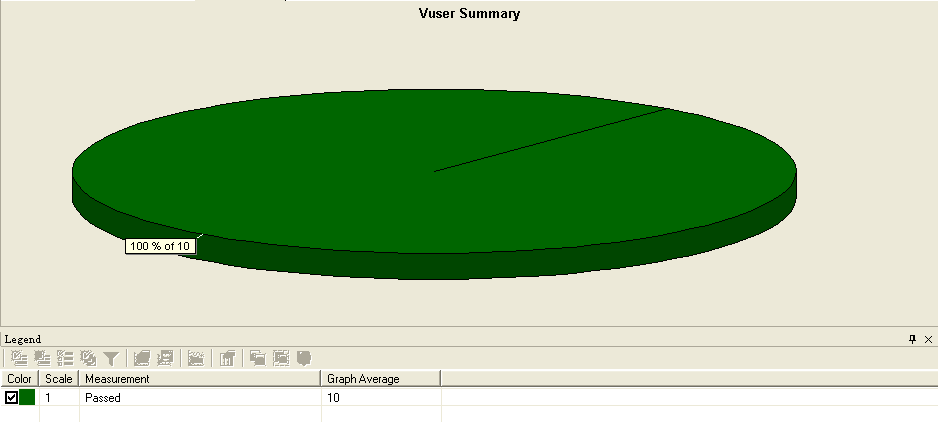 Vuser Summary
100 % of 10
Legend
Color Scale Measurement Graph Average
1 Passed 10